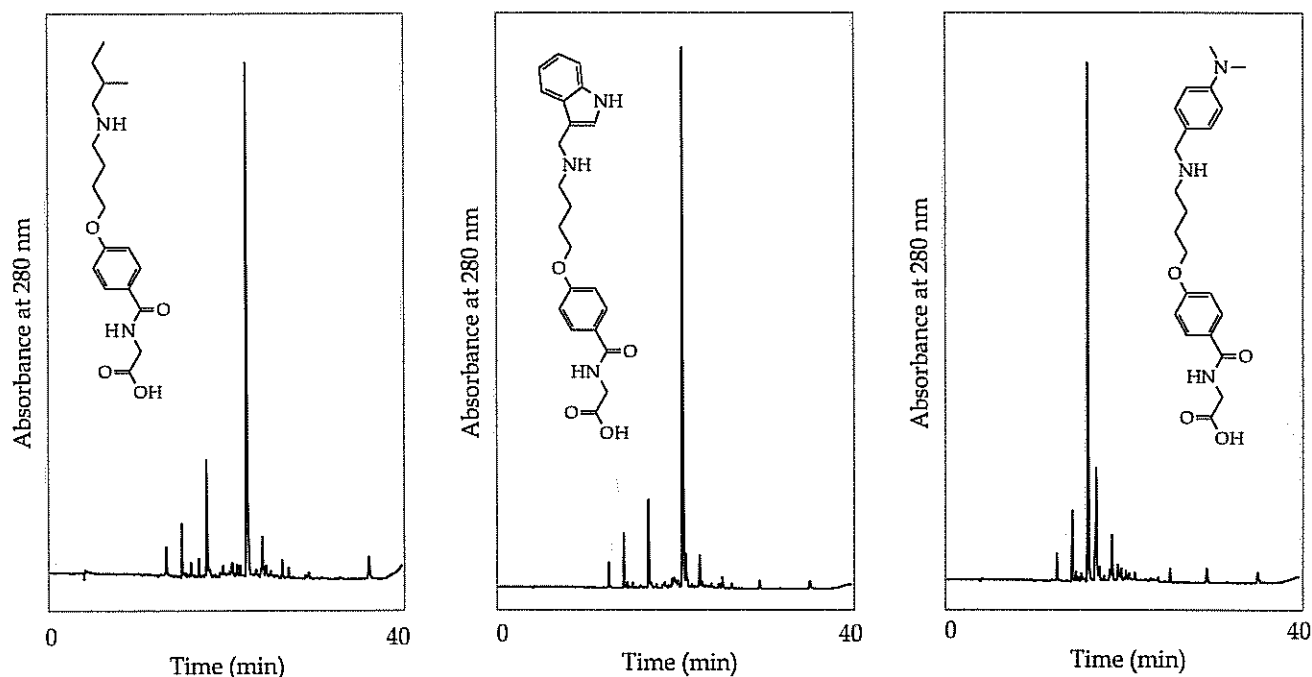 NH
O
O
HN
O
OH
Absorbance at 280 nm
0
40
Time (min)
NH
NH
O
O
HN
O
OH
Absorbance at 280 nm
0
40
Time (min)
N
NH
O
O
HN
O
OH
Absorbance at 280 nm
0
40
Time (min)